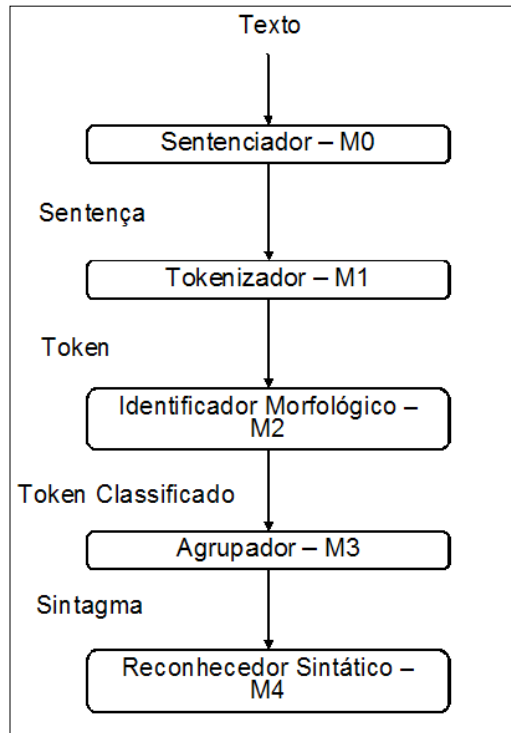 Texto
Sentenciador – M0
Sentença
Tokenizador – M1
Token
Identificador Morfológico –
M2
Token Classificado
Agrupador – M3
Sintagma
Reconhecedor Sintático –
M4